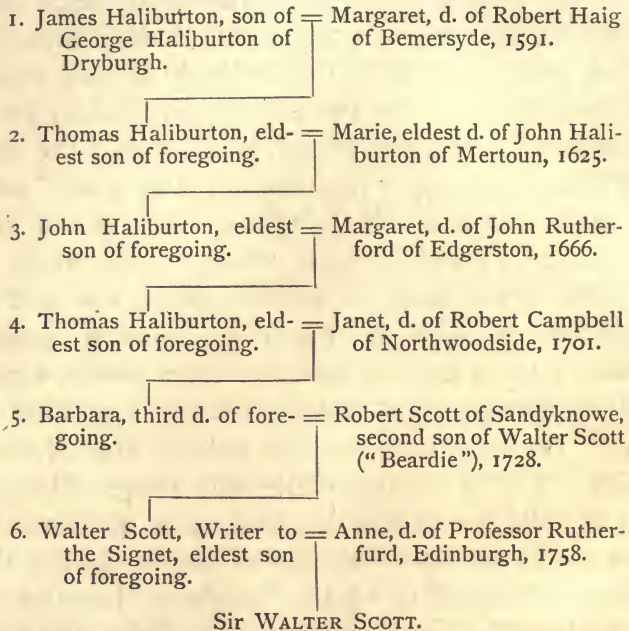 1. James Haliburton, son of = Margaret, d. of Robert Haig
George Haliburton of of Bemersyde, 1591.
Dryburgh.
2. Thomas Haliburton, eld- = Marie, eldest d. of John Hali-
est son of foregoing. burton of Mertoun, 1625.
3. John Haliburton, eldest = Margaret, d. of John Ruther-
son of foregoing. ford of Edgerston, 1666.
4. Thomas Haliburton, eld- = Janet, d. of Robert Campbell
est son of foregoing. of Northwoodside, 1701.
5. Barbara, third d. of fore- = Robert Scott of Sandyknowe,
going. second son of Walter Scott
("Beardie"), 1728.
6. Walter Scott, Writer to = Anne, d. of Professor Ruther-
the Signet, eldest son furd, Edinburgh, 1758.
of foregoing.
Sir WALTER SCOTT.